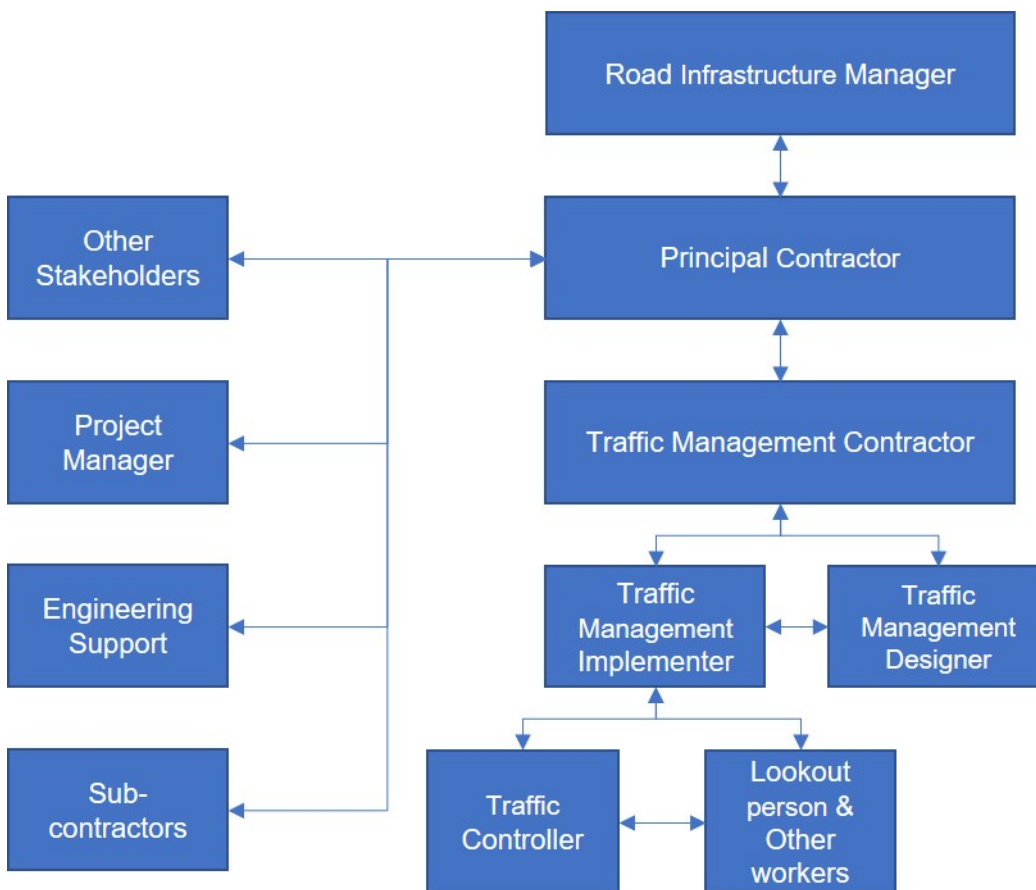 Road Infrastructure Manager
Other
Stakeholders
Principal Contractor
Project
Manager
Traffic Management Contractor
Engineering
Support
Traffic
Management
Implementer
Traffic
Management
Designer
Sub-
contractors
Traffic
Controller
Lookout
person &
Other
workers